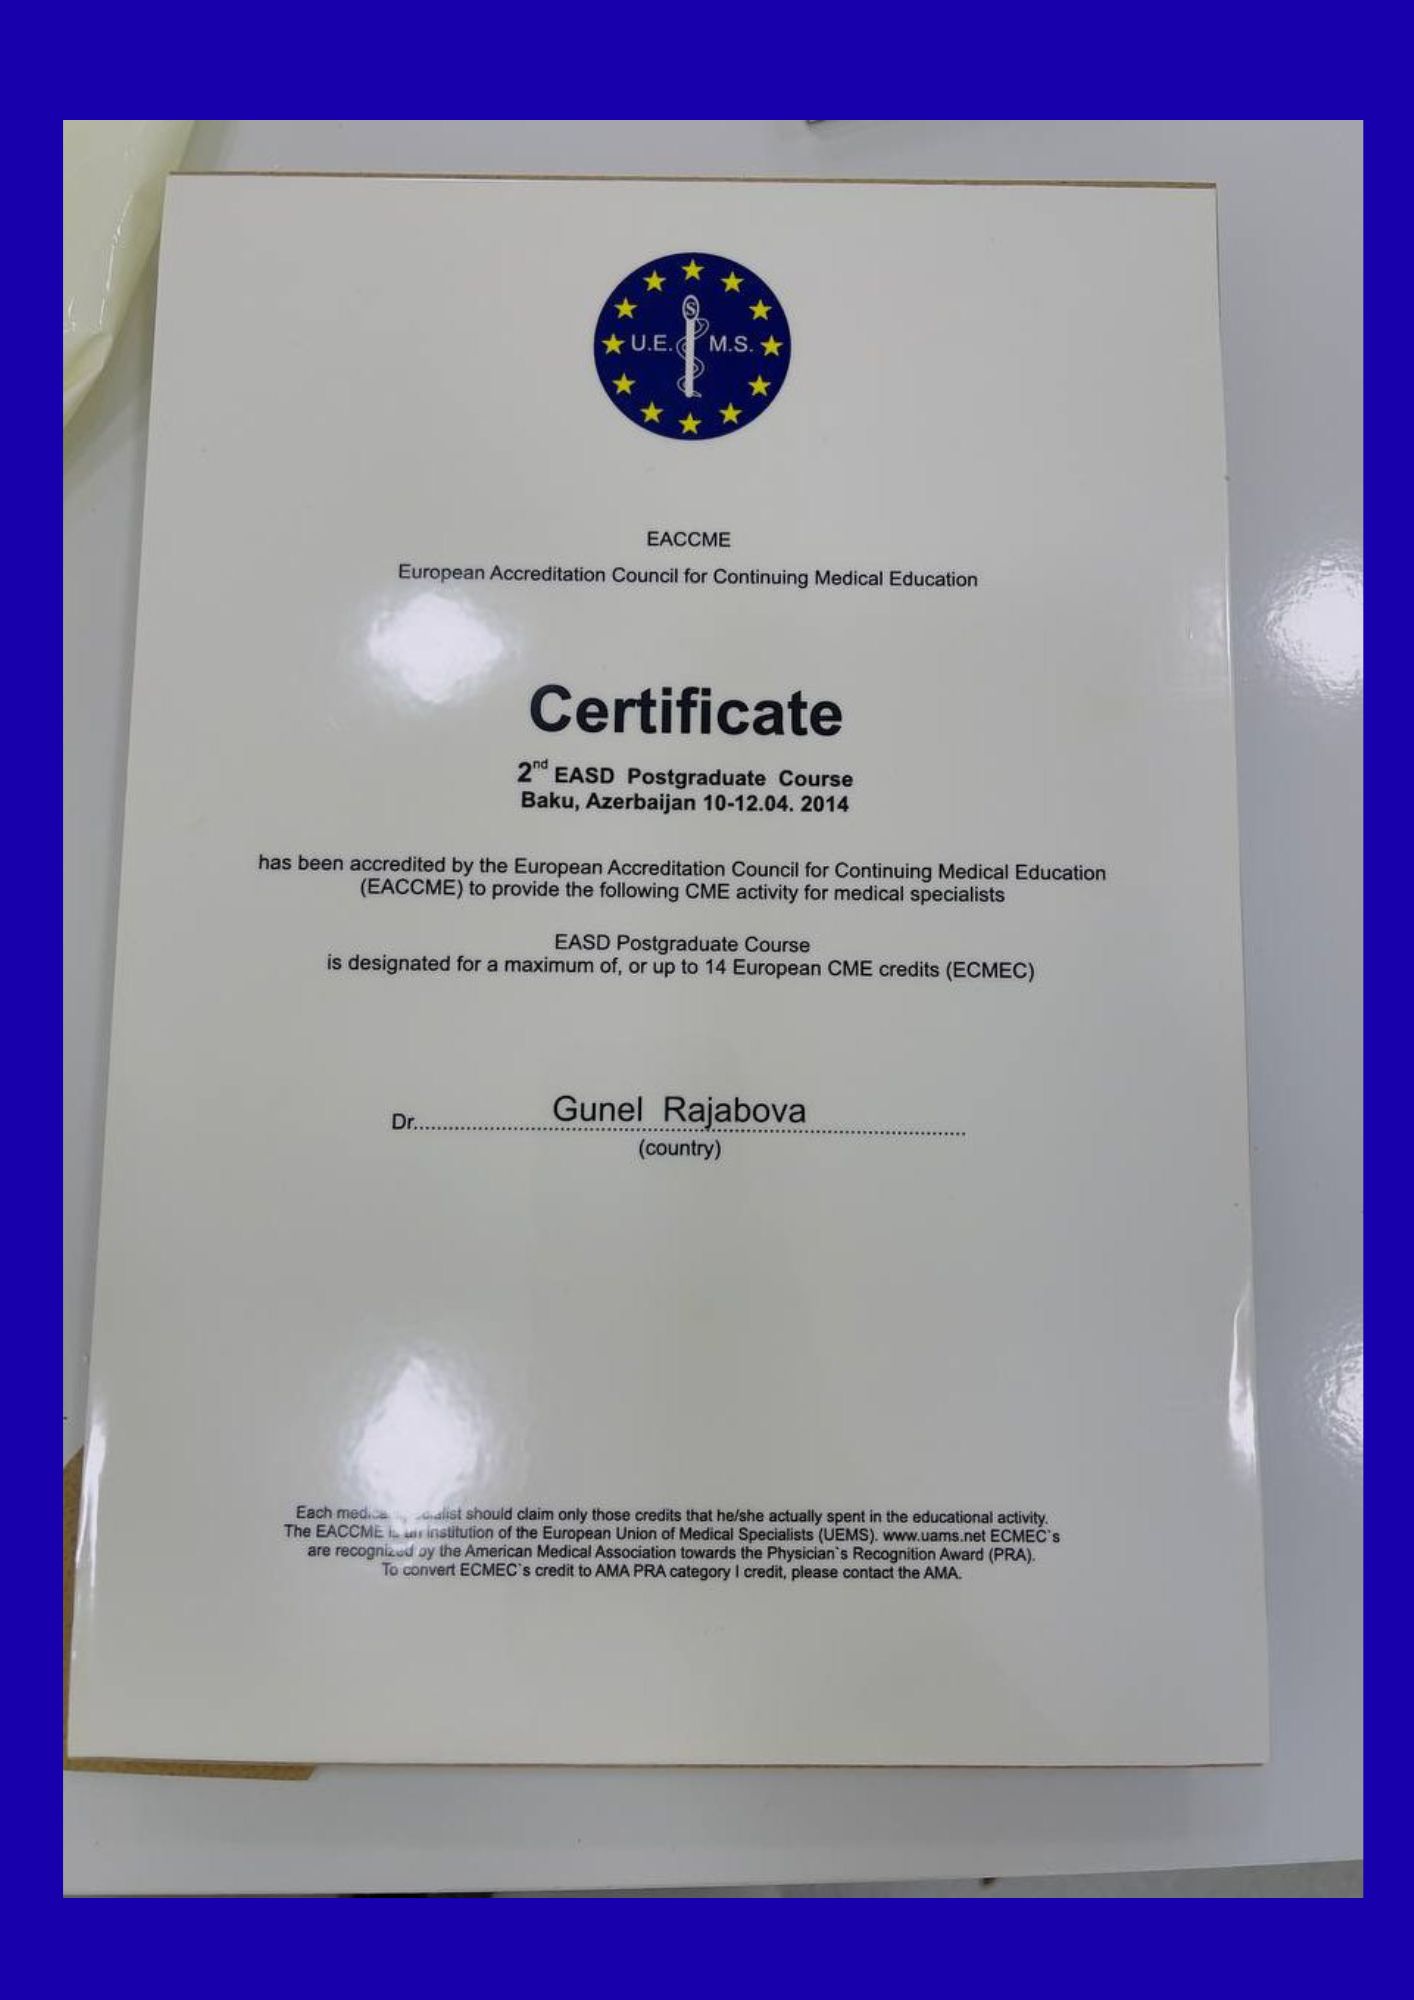 U.E. M.S.
S
EACCME
European Accreditation Council for Continuing Medical Education
Certificate
2nd EASD Postgraduate Course
Baku, Azerbaijan 10-12.04. 2014
has been accredited by the European Accreditation Council for Continuing Medical Education
(EACCME) to provide the following CME activity for medical specialists
EASD Postgraduate Course
is designated for a maximum of, or up to 14 European CME credits (ECMEC)
Dr. Gunel Rajabova
(country)
Each should claim only those credits that he/she actually spent in the educational activity.
The EACCME institution of the European Union of Medical Specialists (UEMS). www.uams.net ECMEC`s
are recognized by the American Medical Association towards the Physician`s Recognition Award (PRA).
To convert ECMEC`s credit to AMA PRA category I credit, please contact the AMA.